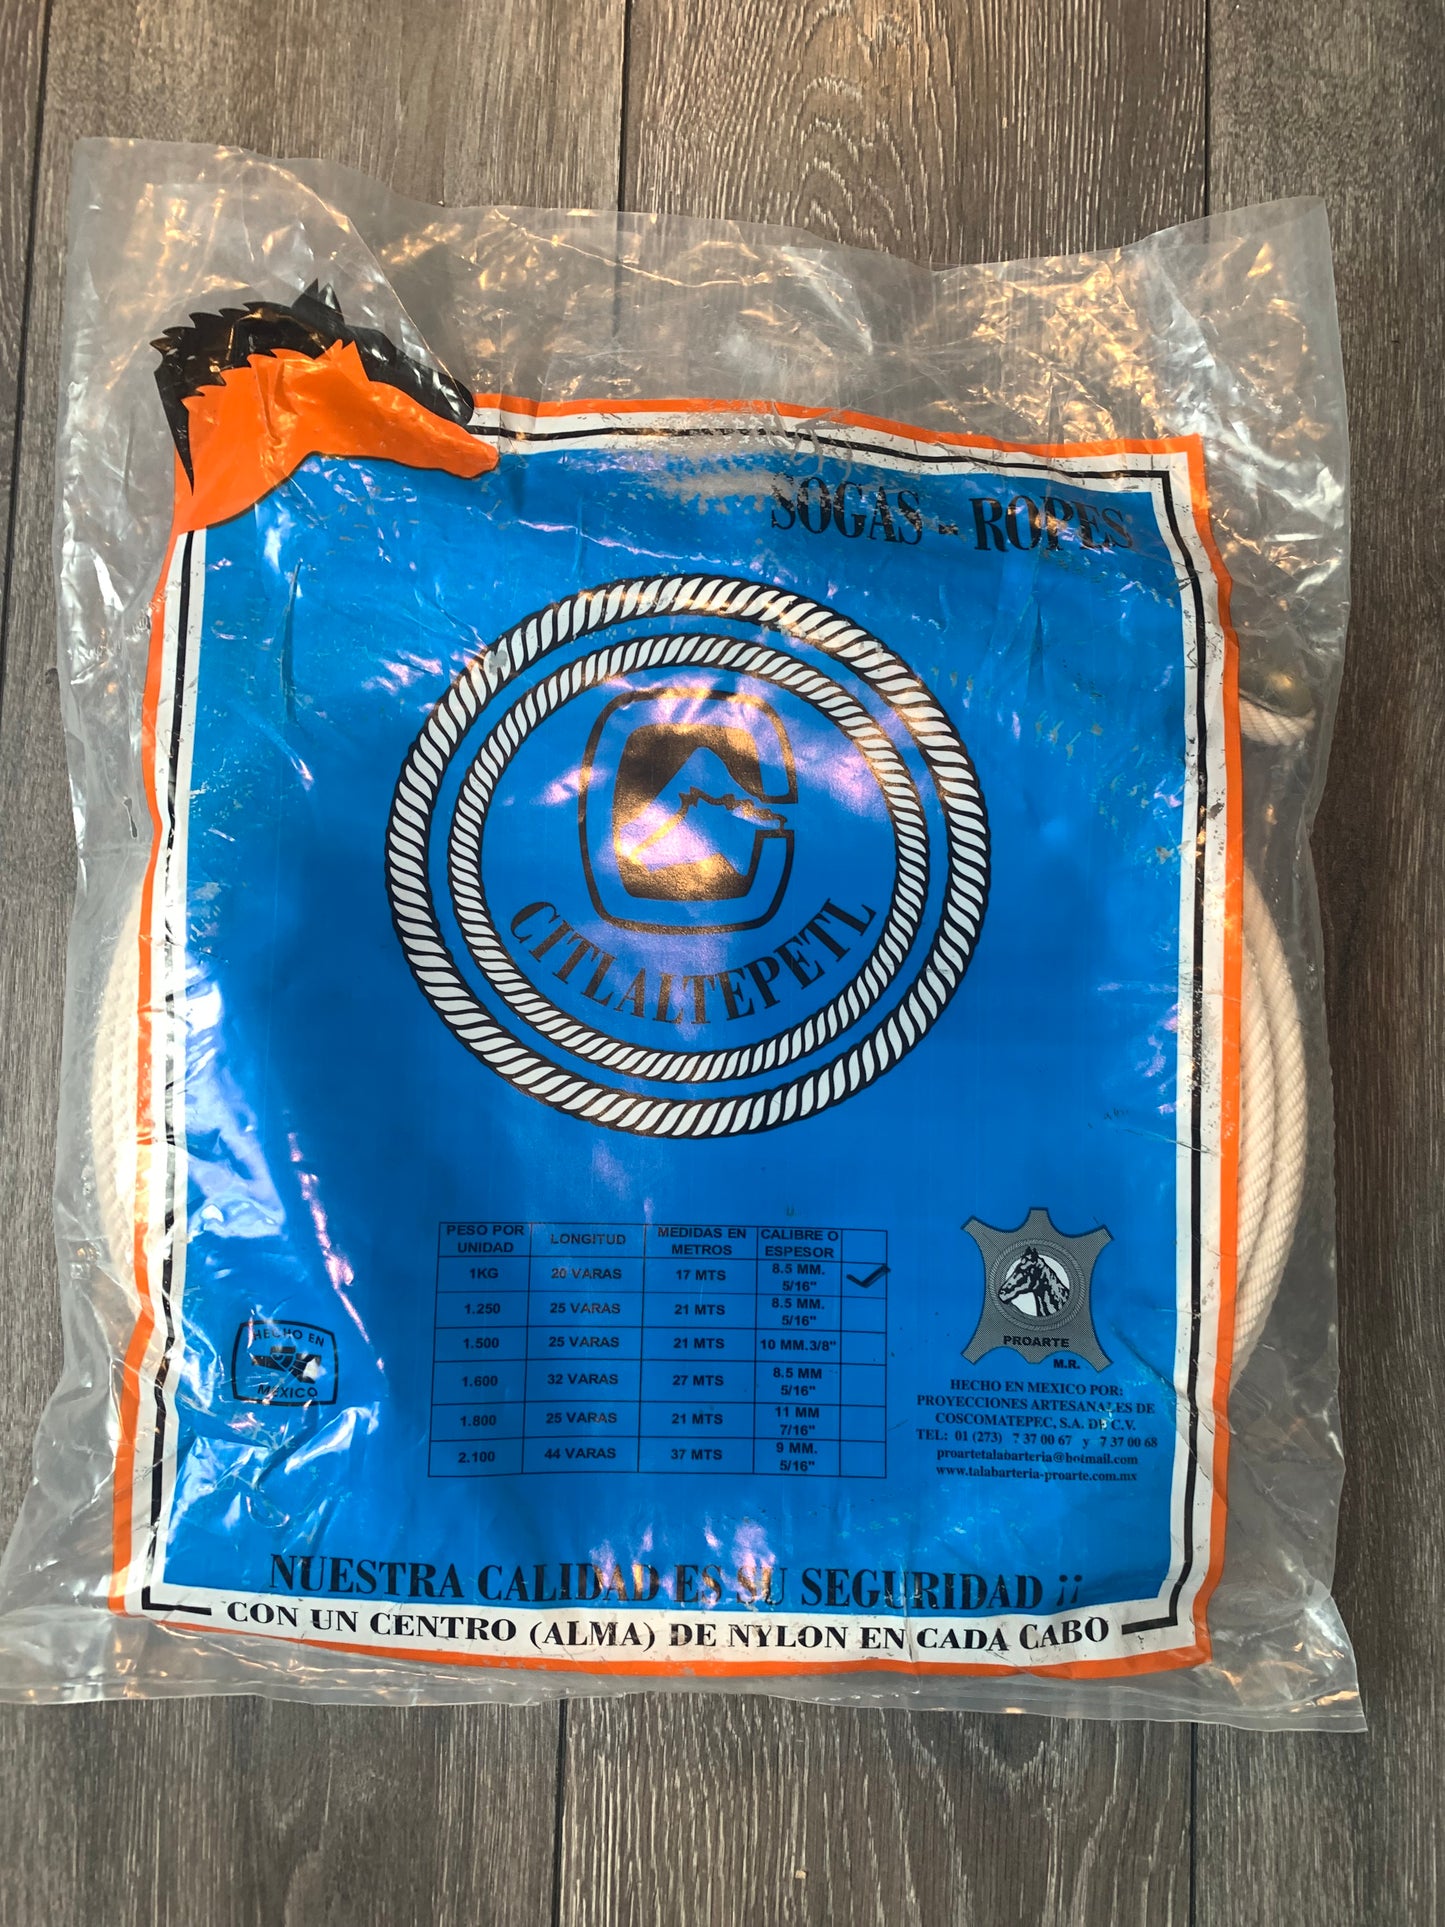 SOGAS - ROPES
CITLALTEPETL
PESO POR UNIDAD LONGITUD MEDIDAS EN METROS CALIBRE O ESPESOR
1KG 20 VARAS 17 MTS 8.5 MM. 5/16"
1.250 25 VARAS 21 MTS 8.5 MM. 5/16"
1.500 25 VARAS 21 MTS 10 MM.3/8"
1.600 32 VARAS 27 MTS 8.5 MM 5/16"
1.800 25 VARAS 21 MTS 11 MM 7/16"
2.100 44 VARAS 37 MTS 9 MM. 5/16"
HECHO EN
MEXICO
PROARTE
M.R.
HECHO EN MEXICO POR:
PROYECCIONES ARTESANALES DE
COSCOMATEPEC, S.A. DE C.V.
TEL: 01 (273) 7 37 00 67 y 7 37 00 68
proartetalabarteria@hotmail.com
www.talabarteria-proarte.com.mx
NUESTRA CALIDAD ES SU SEGURIDAD ¡¡
CON UN CENTRO (ALMA) DE NYLON EN CADA CABO